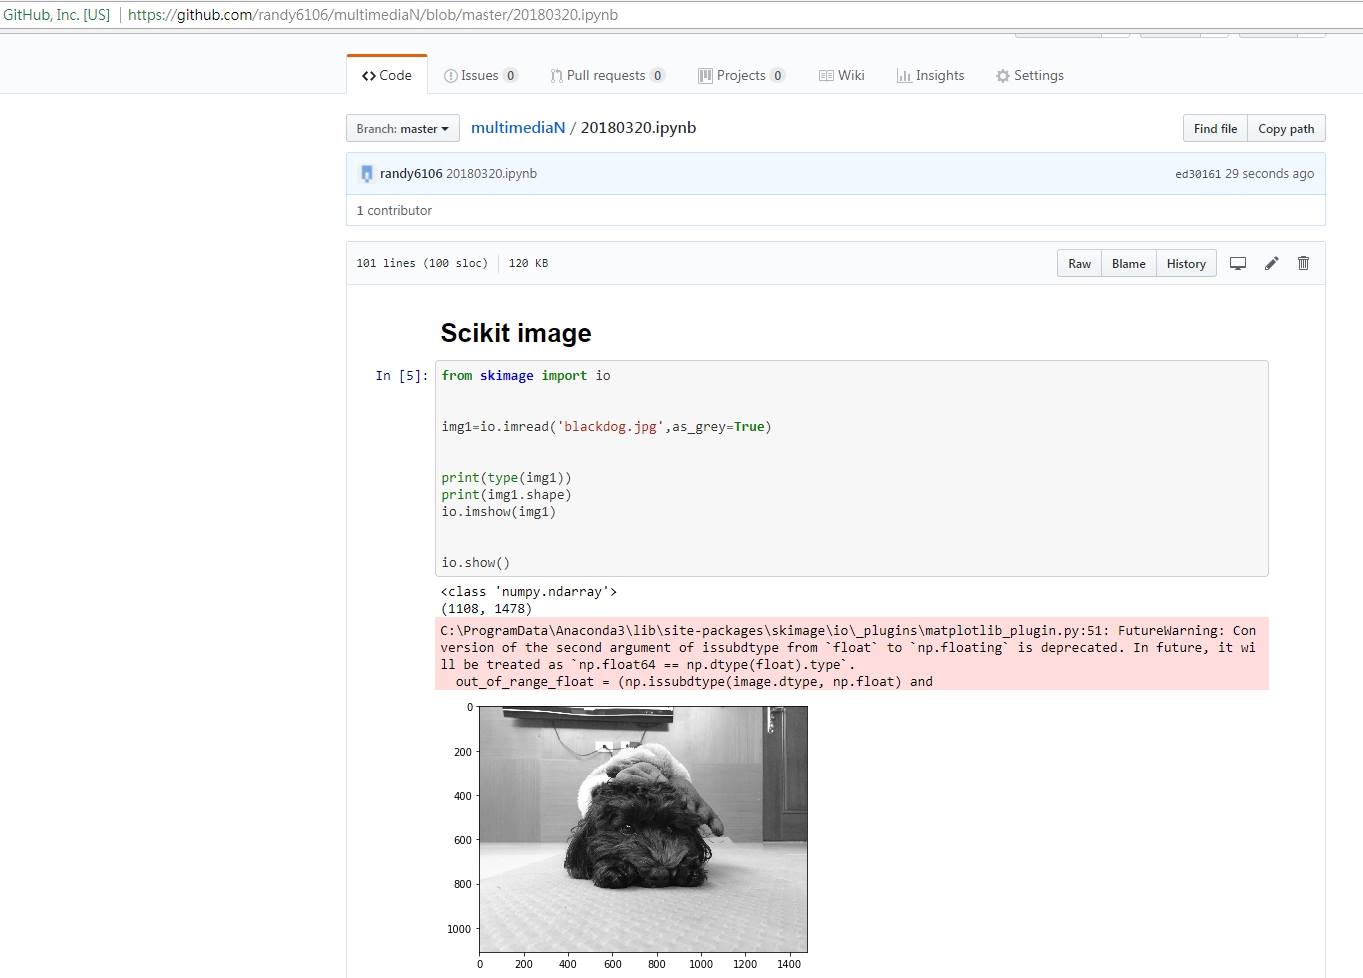 GitHub, Inc. [US] | https://github.com/randy6106/multimediaN/blob/master/20180320.ipynb
Code Issues 0 Pull requests 0 Projects 0 Wiki Insights Settings
Branch: master multimediaN / 20180320.ipynb Find file Copy path
randy6106 20180320.ipynb ed30161 29 seconds ago
1 contributor
101 lines (100 sloc) 120 KB Raw Blame History
Scikit image
In [5]: from skimage import io
img1=io.imread('blackdog.jpg',as_grey=True)
print(type(img1))
print(img1.shape)
io.imshow(img1)
io.show()
<class 'numpy.ndarray'>
(1108, 1478)
C:\ProgramData\Anaconda3\lib\site-packages\skimage\io\_plugins\matplotlib_plugin.py:51: FutureWarning: Con
version of the second argument of issubdtype from `float` to `np.floating` is deprecated. In future, it wi
ll be treated as `np.float64 == np.dtype(float).type`.
out_of_range_float = (np.issubdtype(image.dtype, np.float) and
0
200
400
600
800
1000
0 200 400 600 800 1000 1200 1400